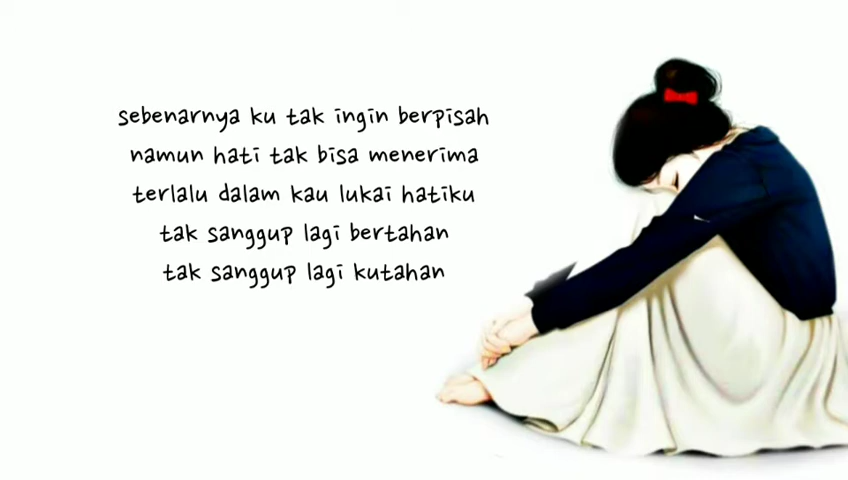 sebenarnya ku tak ingin berpisah
namun hati tak bisa menerima
terlalu dalam kau lukai hatiku
tak sanggup lagi bertahan
tak sanggup lagi kutahan